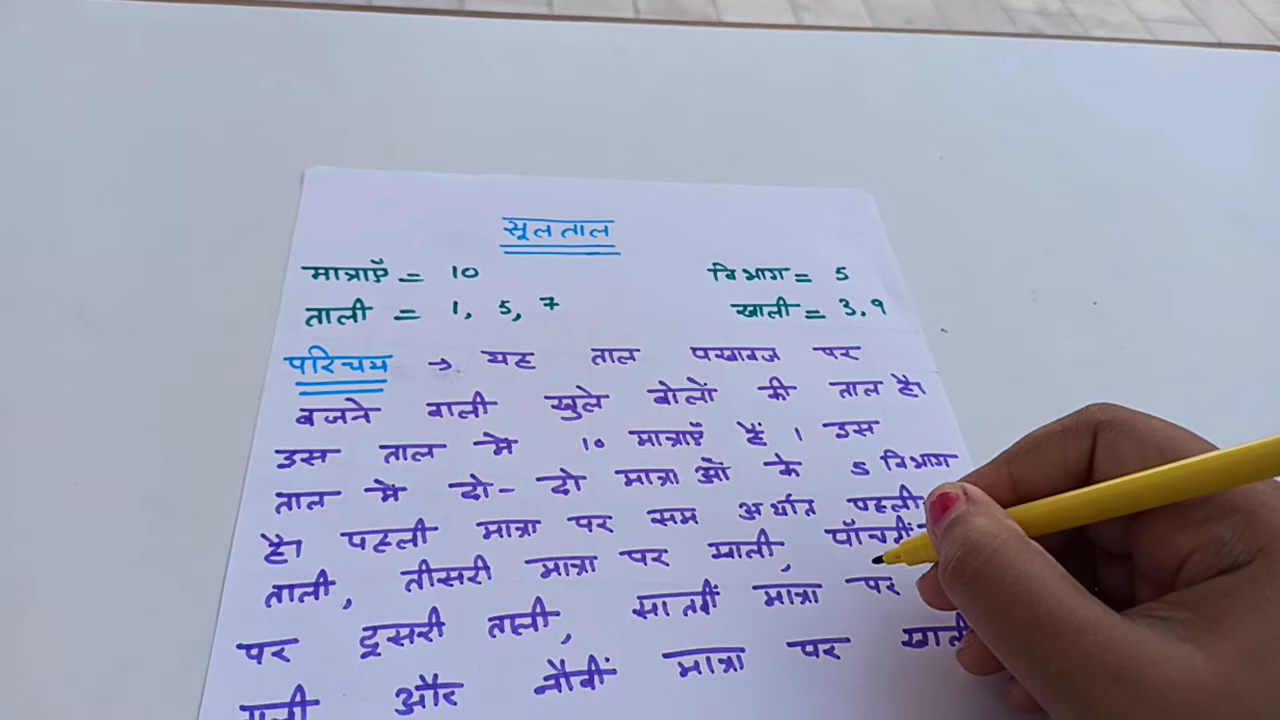 सूलताल
मात्राएँ = 10 विभाग = 5
ताली = 1, 5, 7 खाली = 3, 9
परिचय → यह ताल पखावज पर
बजने वाली खुले बोलों की ताल है।
इस ताल मे 10 मात्राएँ हैं । इस
ताल मे दो - दो मात्राओं के 5 विभाग
है। पहली मात्रा पर सम अर्थात पहली
ताली, तीसरी मात्रा पर खाली, पाँचवीं
पर दूसरी ताली, सातवीं मात्रा पर
और नौवीं मात्रा पर